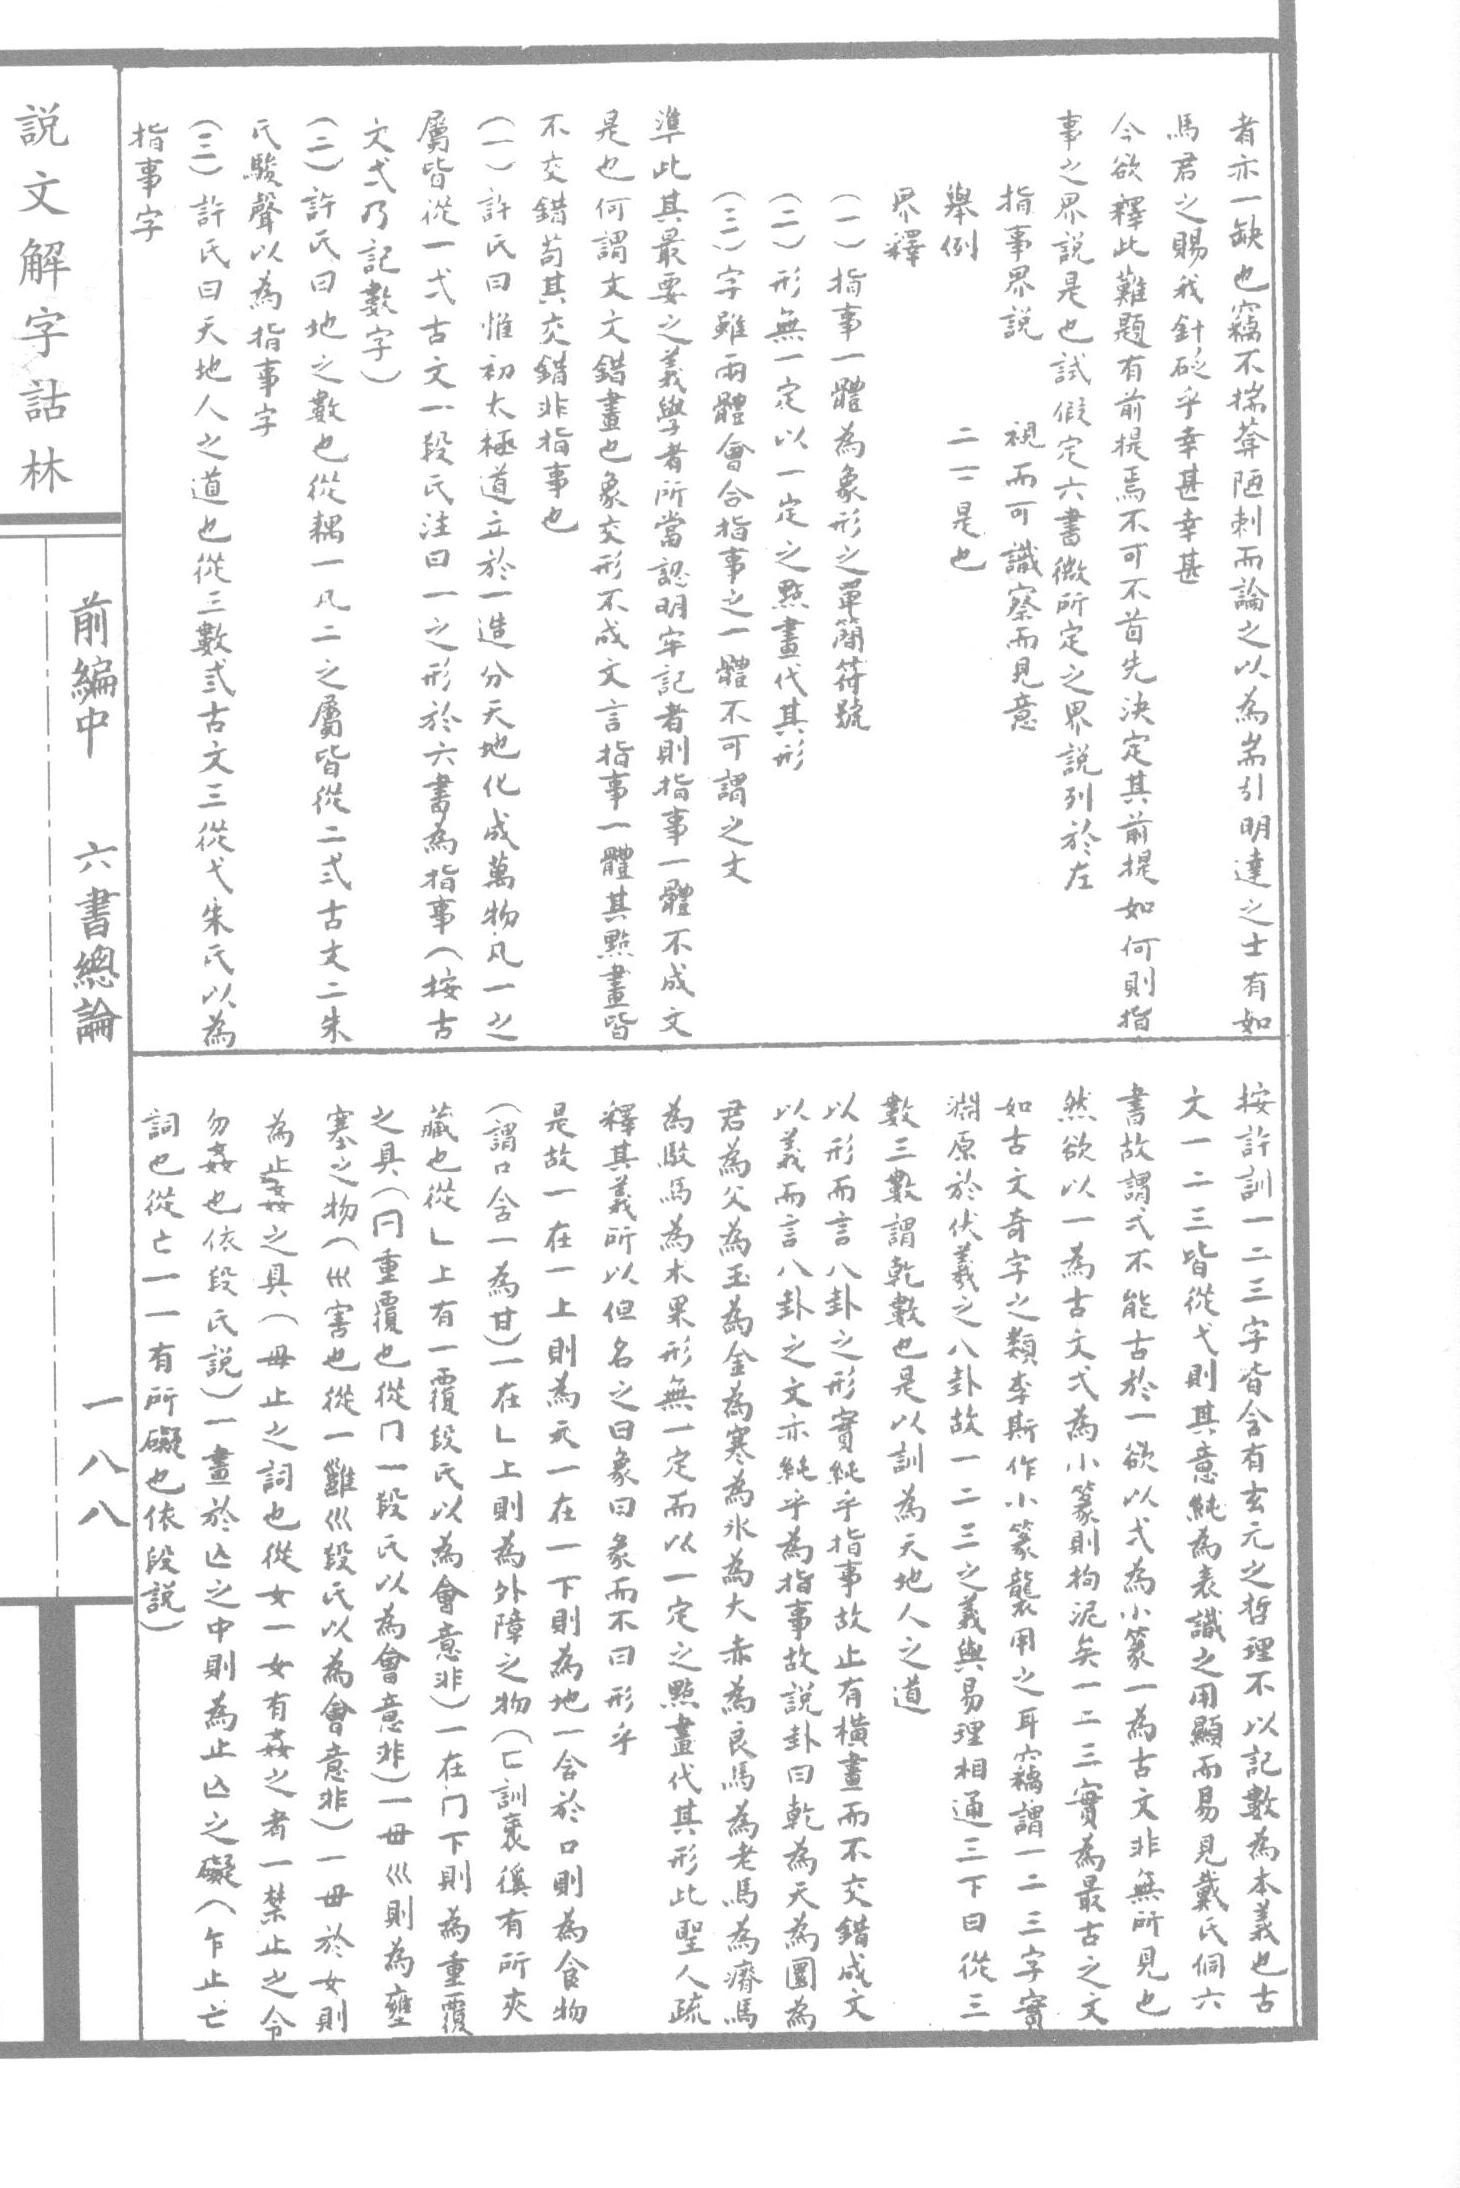 者亦一缺也竊不揣葑陋刺而論之以為耑引明達之士有如
馬君之賜我針砭乎幸甚幸甚
今欲釋此難題有前提焉不可不首先決定其前提如何則指
事之界說是也試假定六書微所定之界說列於左
指事界說　視而可識察而見意
舉例　二二是也
界釋
(一)指事一體為象形之單簡符號
(二)形無一定以一定之點畫代其形
(三)字雖兩體會合指事之一體不可謂之文
準此其最要之義學者所當認明牢記者則指事一體不成文
是也何謂文文錯畫也象交形不成文言指事一體其點畫皆
不交錯苟其交錯非指事也
(一)許氏曰惟初太極道立於一造分天地化成萬物凡一之
屬皆從一弌古文一段氏注曰一之形於六書為指事(按古
文弌乃記數字)
(二)許氏曰地之數也從耦一凡二之屬皆從二弍古文二朱
氏駿聲以為指事字
(三)許氏曰天地人之道也從三數弎古文三從弋朱氏以為
指事字
按許訓一二三字皆含有玄元之哲理不以記數為本義也古
文一二三皆從弋則其意純為表識之用顯而易見戴氏侗六
書故謂弌不能古於一欲以弌為小篆一為古文非無所見也
然欲以一為古文弌為小篆則拘泥矣一二三實為最古之文
如古文奇字之類李斯作小篆襲用之耳竊謂一二三字實
淵原於伏羲之八卦故一二三之義與易理相通三下曰從三
數三數謂乾數也是以訓為天地人之道
以形而言八卦之形實純乎指事故止有橫畫而不交錯成文
以義而言八卦之文亦純乎為指事故說卦曰乾為天為圜為
君為父為玉為金為寒為氷為大赤為良馬為老馬為瘠馬
為駁馬為木果形無一定而以一定之點畫代其形此聖人疏
釋其義所以但名之曰象曰象而不曰形乎
是故一在一上則為元一在一下則為地一含於口則為食物
(謂口含一為甘)一在乚上則為外障之物(匸訓衺徯有所夾
藏也從乚上有一覆段氏以為會意非)一在冂下則為重覆
之具(冃重覆也從冂一段氏以為會意非)一毋巛則為壅
塞之物(𡿧害也從一雝巛段氏以為會意非)一毋於女則
為止姦之具(毋止之詞也從女一女有姦之者一禁止之令
勿姦也依段氏說)一畫於亾之中則為止亾之礙(乍止亡
詞也從亡一一有所礙也依段說)
說文解字詁林
前編中　六書總論
一八八